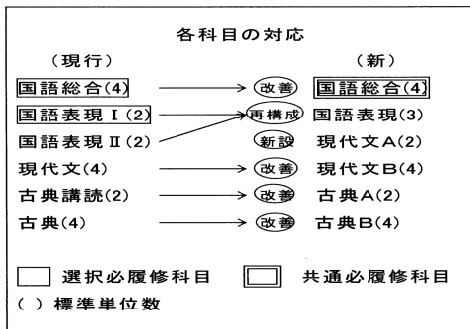 各科目の対応
(現行) (新)
国語総合(4) 改善 国語総合(4)
国語表現Ⅰ(2) 再構成 国語表現(3)
国語表現Ⅱ(2) 新設 現代文A(2)
現代文(4) 改善 現代文B(4)
古典講読(2) 改善 古典A(2)
古典(4) 改善 古典B(4)
選択必履修科目 共通必履修科目
( )標準単位数